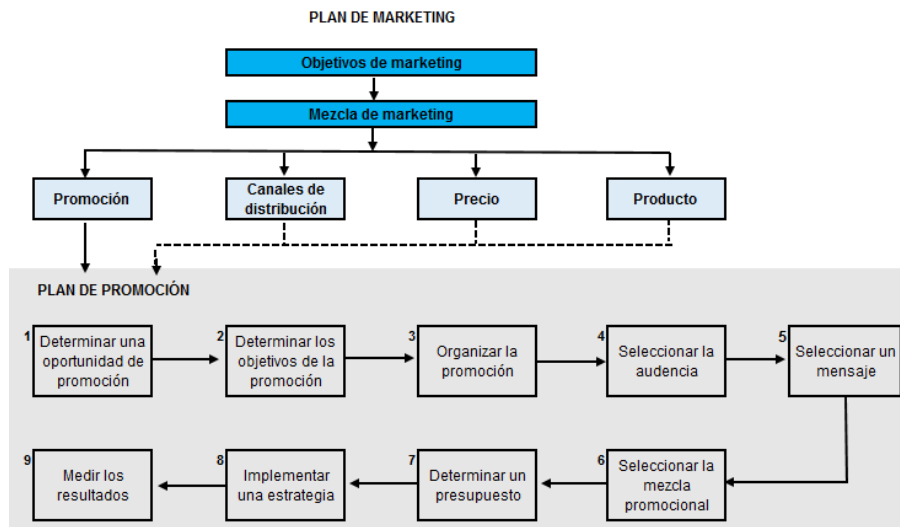 PLAN DE MARKETING
Objetivos de marketing
Mezcla de marketing
Promoción
Canales de
distribución
Precio
Producto
PLAN DE PROMOCIÓN
1
Determinar una
oportunidad de
promoción
2
Determinar los
objetivos de la
promoción
3
Organizar la
promoción
4
Seleccionar la
audencia
5
Seleccionar un
mensaje
6
Seleccionar la
mezcla
promocional
7
Determinar un
presupuesto
8
Implementar
una estrategia
9
Medir los
resultados